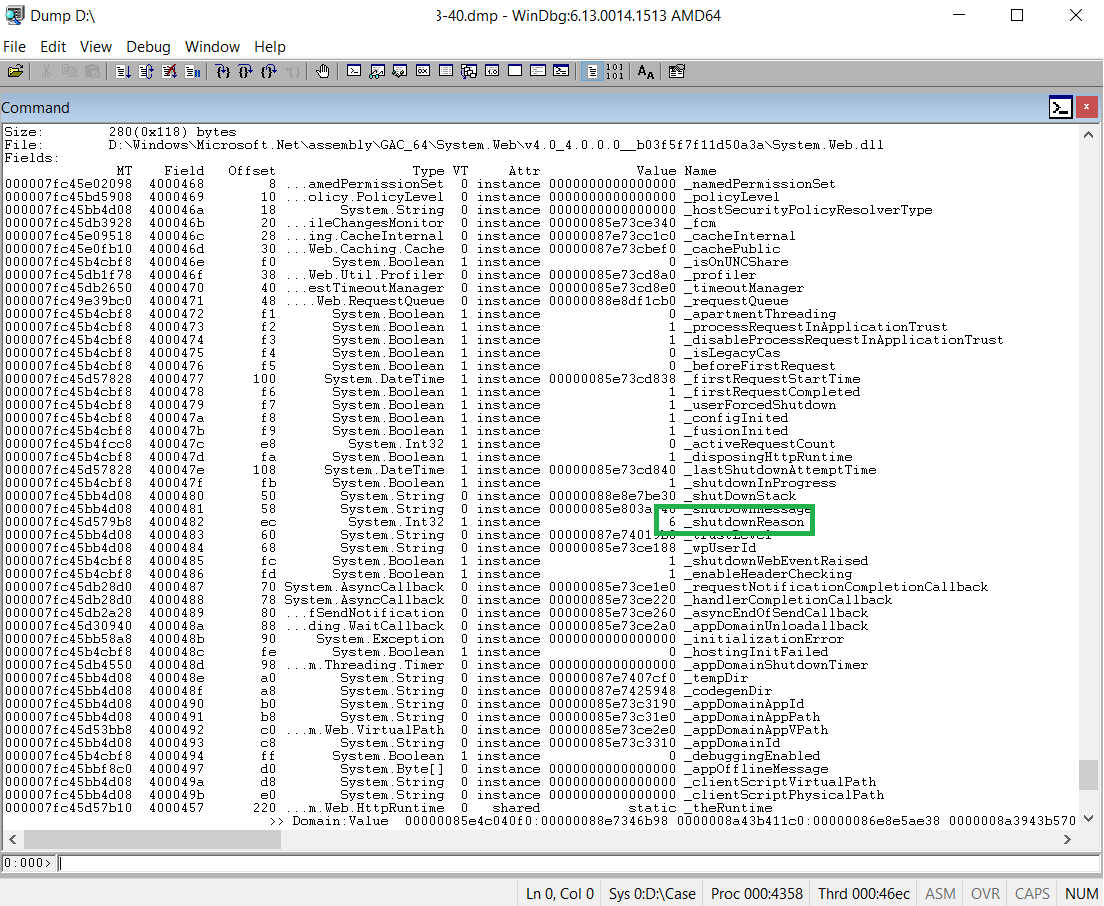 Dump D:\ 3-40.dmp - WinDbg:6.13.0014.1513 AMD64
File Edit View Debug Window Help
Command
Size: 280(0x118) bytes
File: D:\Windows\Microsoft.Net\assembly\GAC_64\System.Web\v4.0_4.0.0.0__b03f5f7f11d50a3a\System.Web.dll
Fields:
MT Field Offset Type VT Attr Value Name
000007fc45e02098 4000468 8 ...amedPermissionSet 0 instance 0000000000000000 _namedPermissionSet
000007fc45bd5908 4000469 10 ...olicy.PolicyLevel 0 instance 0000000000000000 _policyLevel
000007fc45bb4d08 400046a 18 System.String 0 instance 0000000000000000 _hostSecurityPolicyResolverType
000007fc45db3928 400046b 20 ...ileChangesMonitor 0 instance 00000085e73ce340 _fcm
000007fc45e09518 400046c 28 ...ing.CacheInternal 0 instance 00000087e73cc1c0 _cacheInternal
000007fc45e0fb10 400046d 30 ...Web.Caching.Cache 0 instance 00000087e73cbef0 _cachePublic
000007fc45b4cbf8 400046e f0 System.Boolean 1 instance 0 _isOnUNCShare
000007fc45db1f78 400046f 38 ...Web.Util.Profiler 0 instance 00000085e73cd8a0 _profiler
000007fc45db2650 4000470 40 ...estTimeoutManager 0 instance 00000085e73cd8e0 _timeoutManager
000007fc49e39bc0 4000471 48 ....Web.RequestQueue 0 instance 00000088e8df1cb0 _requestQueue
000007fc45b4cbf8 4000472 f1 System.Boolean 1 instance 0 _apartmentThreading
000007fc45b4cbf8 4000473 f2 System.Boolean 1 instance 1 _processRequestInApplicationTrust
000007fc45b4cbf8 4000474 f3 System.Boolean 1 instance 1 _disableProcessRequestInApplicationTrust
000007fc45b4cbf8 4000475 f4 System.Boolean 1 instance 0 _isLegacyCas
000007fc45b4cbf8 4000476 f5 System.Boolean 1 instance 0 _beforeFirstRequest
000007fc45d57828 4000477 100 System.DateTime 1 instance 00000085e73cd838 _firstRequestStartTime
000007fc45b4cbf8 4000478 f6 System.Boolean 1 instance 1 _firstRequestCompleted
000007fc45b4cbf8 4000479 f7 System.Boolean 1 instance 1 _userForcedShutdown
000007fc45b4cbf8 400047a f8 System.Boolean 1 instance 1 _configInited
000007fc45b4cbf8 400047b f9 System.Boolean 1 instance 1 _fusionInited
000007fc45b4fcc8 400047c e8 System.Int32 1 instance 0 _activeRequestCount
000007fc45b4cbf8 400047d fa System.Boolean 1 instance 1 _disposingHttpRuntime
000007fc45d57828 400047e 108 System.DateTime 1 instance 00000085e73cd840 _lastShutdownAttemptTime
000007fc45b4cbf8 400047f fb System.Boolean 1 instance 1 _shutdownInProgress
000007fc45bb4d08 4000480 50 System.String 0 instance 00000088e8e7be30 _shutDownStack
000007fc45bb4d08 4000481 58 System.String 0 instance _shutDownMessage
000007fc45d579b8 4000482 ec System.Int32 1 instance 6 _shutdownReason
000007fc45bb4d08 4000483 60 System.String 0 instance _trustLevel
000007fc45bb4d08 4000484 68 System.String 0 instance 00000085e73ce188 _wpUserId
000007fc45b4cbf8 4000485 fc System.Boolean 1 instance 1 _shutdownWebEventRaised
000007fc45b4cbf8 4000486 fd System.Boolean 1 instance 1 _enableHeaderChecking
000007fc45db28d0 4000487 70 System.AsyncCallback 0 instance 00000085e73ce1e0 _requestNotificationCompletionCallback
000007fc45db28d0 4000488 78 System.AsyncCallback 0 instance 00000085e73ce220 _handlerCompletionCallback
000007fc45db2a28 4000489 80 ...fSendNotification 0 instance 00000085e73ce260 _asyncEndOfSendCallback
000007fc45d30940 400048a 88 ...ding.WaitCallback 0 instance 00000085e73ce2a0 _appDomainUnloadallback
000007fc45bb58a8 400048b 90 System.Exception 0 instance 0000000000000000 _initializationError
000007fc45b4cbf8 400048c fe System.Boolean 1 instance 0 _hostingInitFailed
000007fc45db4550 400048d 98 ...m.Threading.Timer 0 instance 0000000000000000 _appDomainShutdownTimer
000007fc45bb4d08 400048e a0 System.String 0 instance 00000087e7407cf0 _tempDir
000007fc45bb4d08 400048f a8 System.String 0 instance 00000087e7425948 _codegenDir
000007fc45bb4d08 4000490 b0 System.String 0 instance 00000085e73c3190 _appDomainAppId
000007fc45bb4d08 4000491 b8 System.String 0 instance 00000085e73c31e0 _appDomainAppPath
000007fc45d53bb8 4000492 c0 ...m.Web.VirtualPath 0 instance 00000085e73ce2e0 _appDomainAppVPath
000007fc45bb4d08 4000493 c8 System.String 0 instance 00000085e73c3310 _appDomainId
000007fc45b4cbf8 4000494 ff System.Boolean 1 instance 0 _debuggingEnabled
000007fc45bbf8c0 4000497 d0 System.Byte[] 0 instance 0000000000000000 _appOfflineMessage
000007fc45bb4d08 400049a d8 System.String 0 instance 0000000000000000 _clientScriptVirtualPath
000007fc45bb4d08 400049b e0 System.String 0 instance 0000000000000000 _clientScriptPhysicalPath
000007fc45d57b10 4000457 220 ...m.Web.HttpRuntime 0 shared static _theRuntime
>> Domain:Value 00000085e4c040f0:00000088e7346b98 0000008a43b411c0:00000086e8e5ae38 0000008a3943b570
0:000>
Ln 0, Col 0 Sys 0:D:\Case Proc 000:4358 Thrd 000:46ec ASM OVR CAPS NUM